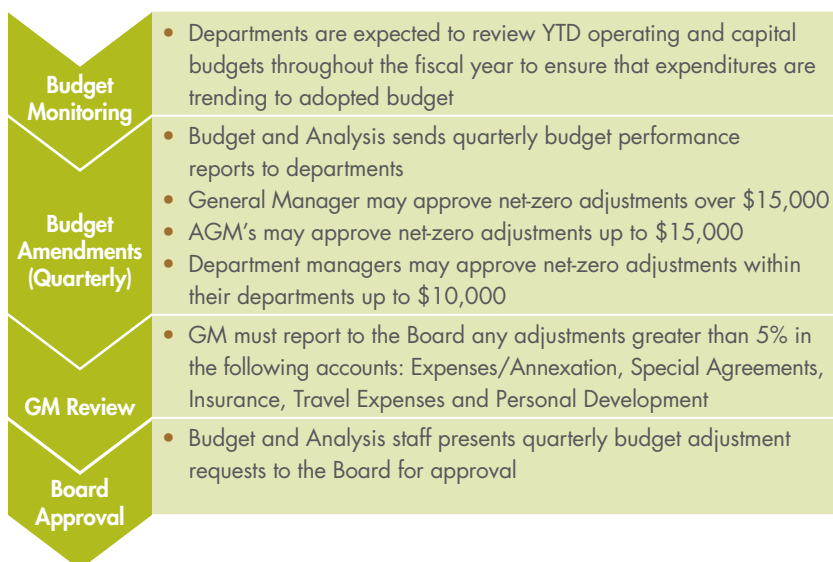 Budget
Monitoring
• Departments are expected to review YTD operating and capital
budgets throughout the fiscal year to ensure that expenditures are
trending to adopted budget
Budget
Amendments
(Quarterly)
• Budget and Analysis sends quarterly budget performance
reports to departments
• General Manager may approve net-zero adjustments over $15,000
• AGM's may approve net-zero adjustments up to $15,000
• Department managers may approve net-zero adjustments within
their departments up to $10,000
GM Review
• GM must report to the Board any adjustments greater than 5% in
the following accounts: Expenses/Annexation, Special Agreements,
Insurance, Travel Expenses and Personal Development
Board
Approval
• Budget and Analysis staff presents quarterly budget adjustment
requests to the Board for approval